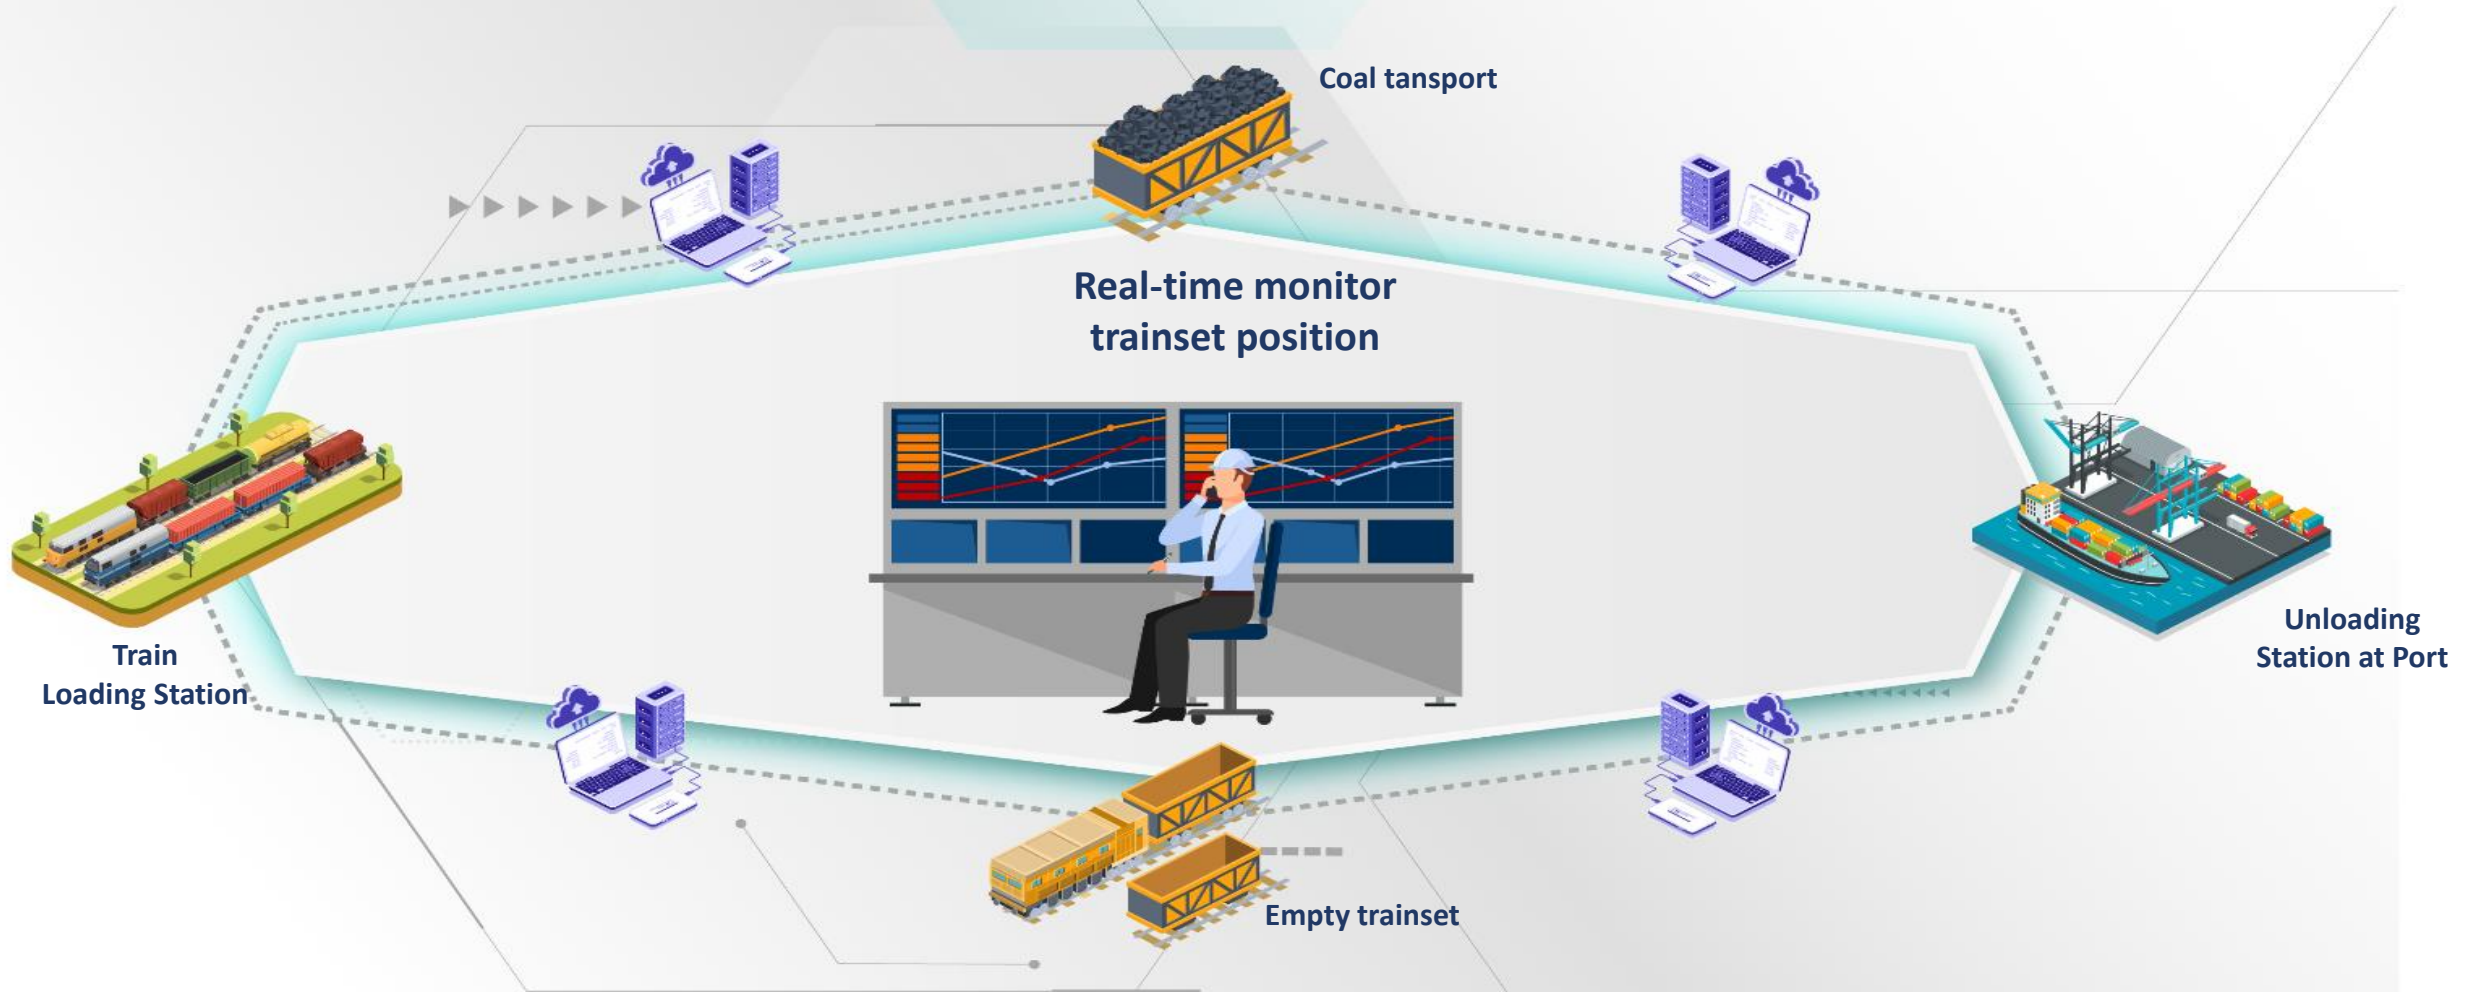 Coal tansport
Real-time monitor
trainset position
Train
Loading Station
Unloading
Station at Port
Empty trainset